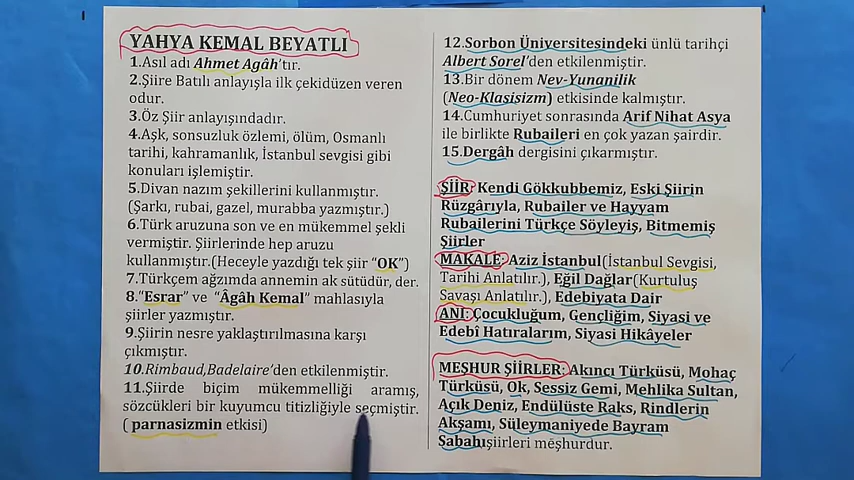 YAHYA KEMAL BEYATLI
1.Asıl adı Ahmet Agâh'tır.
2.Şiire Batılı anlayışla ilk çekidüzen veren
odur.
3.Öz Şiir anlayışındadır.
4.Aşk, sonsuzluk özlemi, ölüm, Osmanlı
tarihi, kahramanlık, İstanbul sevgisi gibi
konuları işlemiştir.
5.Divan nazım şekillerini kullanmıştır.
(Şarkı, rubai, gazel, murabba yazmıştır.)
6.Türk aruzuna son ve en mükemmel şekli
vermiştir. Şiirlerinde hep aruzu
kullanmıştır.(Heceyle yazdığı tek şiir "OK")
7.Türkçem ağzımda annemin ak sütüdür, der.
8."Esrar" ve "Âgâh Kemal" mahlasıyla
şiirler yazmıştır.
9.Şiirin nesre yaklaştırılmasına karşı
çıkmıştır.
10.Rimbaud,Badelaire'den etkilenmiştir.
11.Şiirde biçim mükemmelliği aramış,
sözcükleri bir kuyumcu titizliğiyle seçmiştir.
( parnasizmin etkisi)
12.Sorbon Üniversitesindeki ünlü tarihçi
Albert Sorel'den etkilenmiştir.
13.Bir dönem Nev-Yunanilik
(Neo-Klasisizm) etkisinde kalmıştır.
14.Cumhuriyet sonrasında Arif Nihat Asya
ile birlikte Rubaileri en çok yazan şairdir.
15.Dergâh dergisini çıkarmıştır.
ŞİİR: Kendi Gökkubbemiz, Eski Şiirin
Rüzgârıyla, Rubailer ve Hayyam
Rubailerini Türkçe Söyleyiş, Bitmemiş
Şiirler
MAKALE: Aziz İstanbul(İstanbul Sevgisi,
Tarihi Anlatılır.), Eğil Dağlar(Kurtuluş
Savaşı Anlatılır.), Edebiyata Dair
ANI: Çocukluğum, Gençliğim, Siyasi ve
Edebî Hatıralarım, Siyasi Hikâyeler
MEŞHUR ŞİİRLER: Akıncı Türküsü, Mohaç
Türküsü, Ok, Sessiz Gemi, Mehlika Sultan,
Açık Deniz, Endülüste Raks, Rindlerin
Akşamı, Süleymaniyede Bayram
Sabahışiirleri meşhurdur.